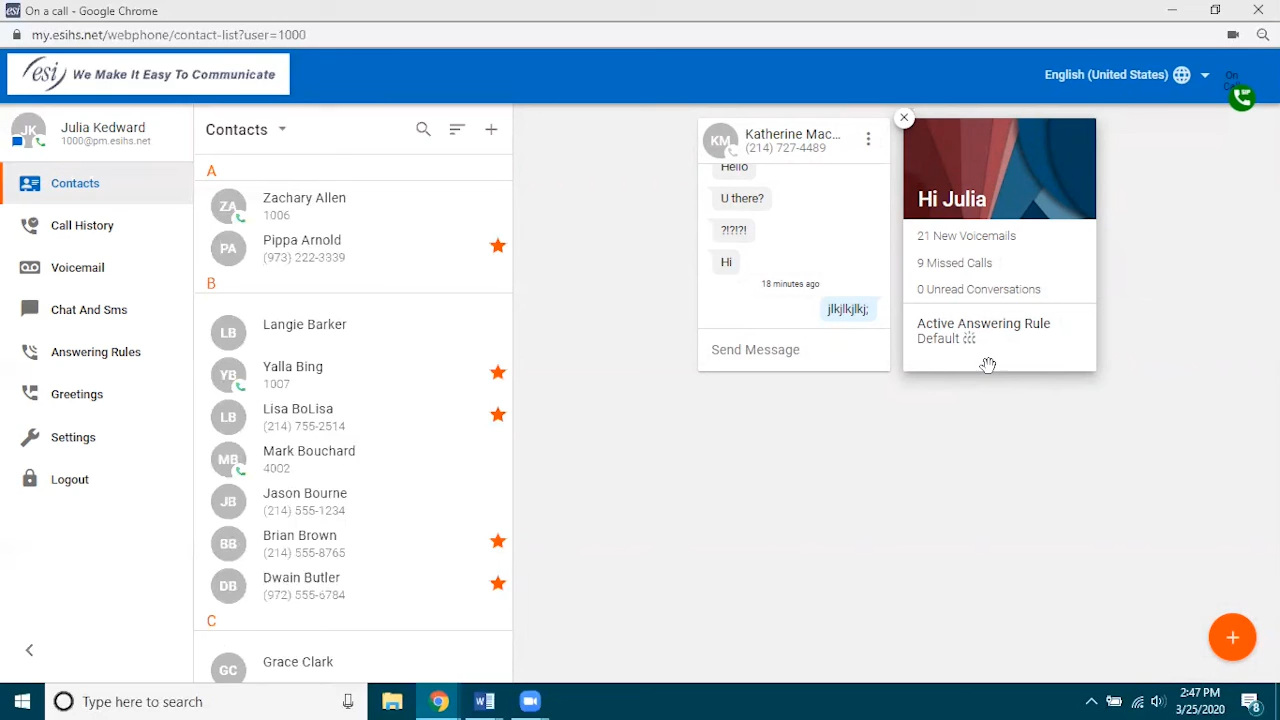 esi On a call - Google Chrome
my.esihs.net/webphone/contact-list?user=1000
esi We Make It Easy To Communicate
English (United States)
On
JK
Julia Kedward
1000@pm.esihs.net
Contacts
Call History
Voicemail
Chat And Sms
Answering Rules
Greetings
Settings
Logout
Contacts
A
ZA
Zachary Allen
1006
PA
Pippa Arnold
(973) 222-3339
B
LB
Langie Barker
YB
Yalla Bing
1007
LB
Lisa BoLisa
(214) 755-2514
MB
Mark Bouchard
4002
JB
Jason Bourne
(214) 555-1234
BB
Brian Brown
(214) 555-8765
DB
Dwain Butler
(972) 555-6784
C
GC
Grace Clark
KM
Katherine Mac...
(214) 727-4489
Hello
U there?
?!?!?!
Hi
18 minutes ago
jlkjlkjlkj;
Send Message
Hi Julia
21 New Voicemails
9 Missed Calls
0 Unread Conversations
Active Answering Rule
Default
Type here to search
2:47 PM
3/25/2020
8